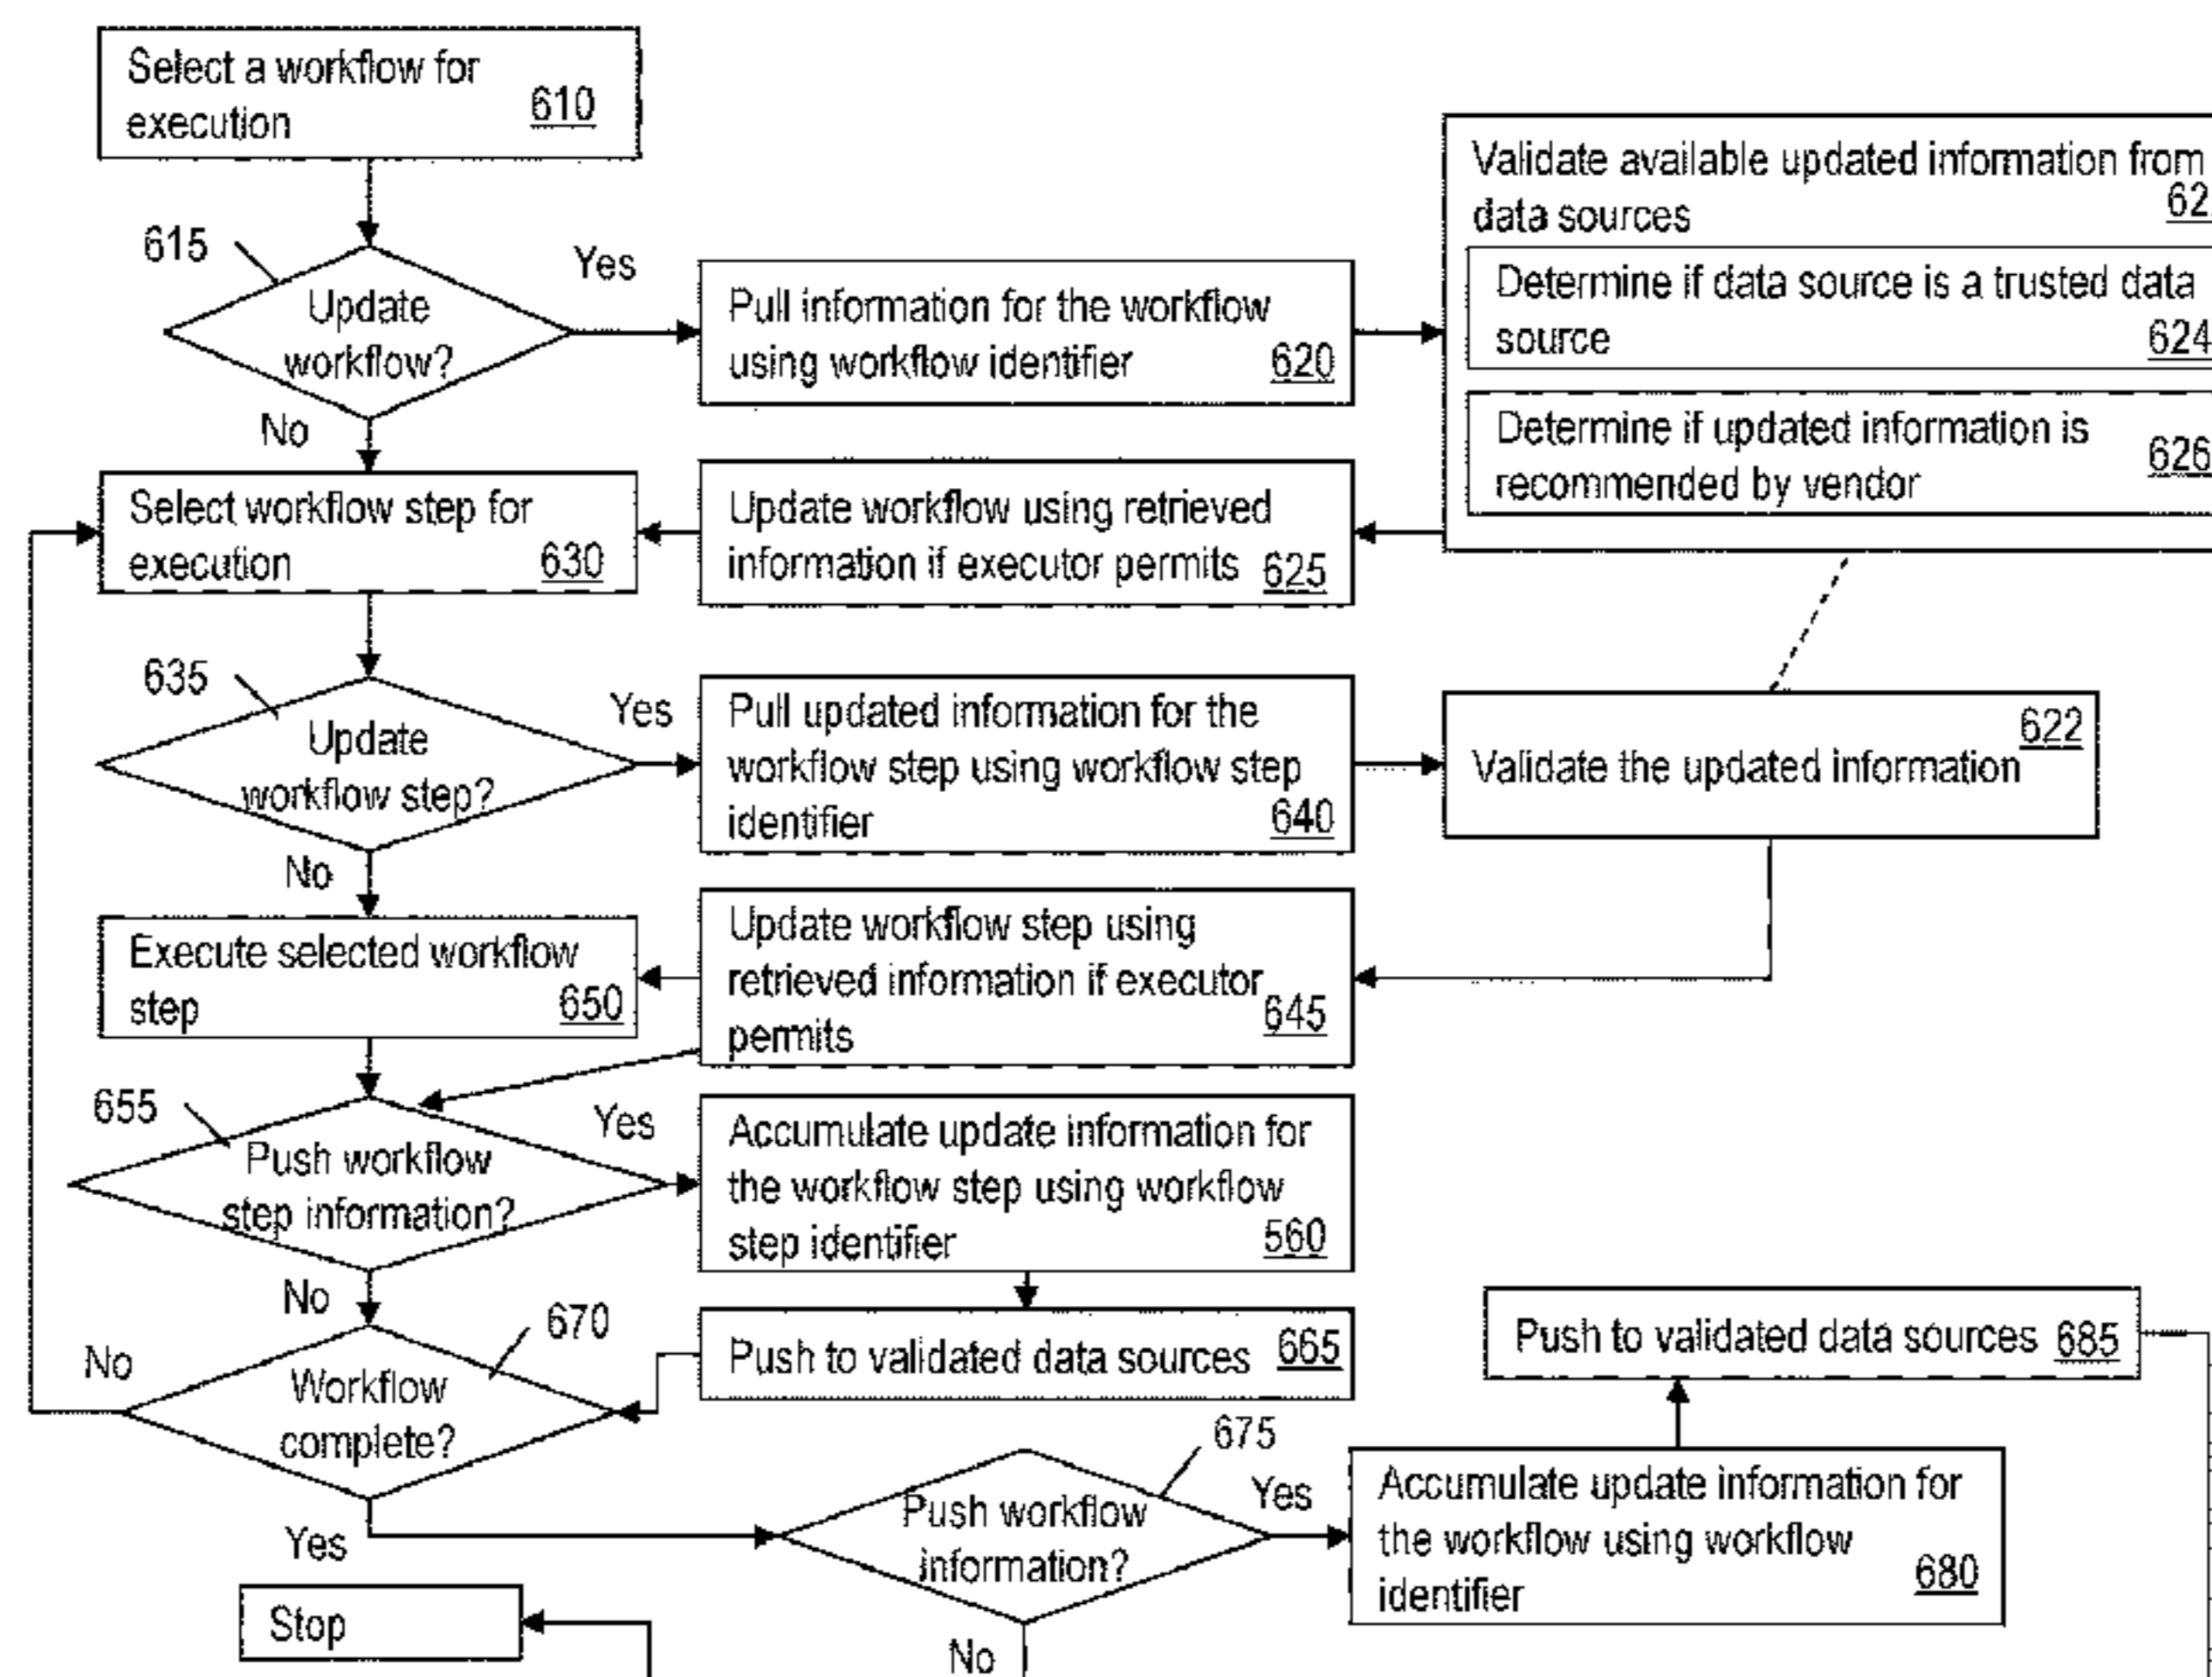 Select a workflow for
execution
610
615
Update
workflow?
Yes
No
Pull information for the workflow
using workflow identifier
620
Validate available updated information from
data sources
62
Determine if data source is a trusted data
source
624
Determine if updated information is
recommended by vendor
626
Select workflow step for
execution
630
Update workflow using retrieved
information if executor permits
625
635
Update
workflow step?
Yes
No
Pull updated information for the
workflow step using workflow step
identifier
640
622
Validate the updated information
Execute selected workflow
step
650
Update workflow step using
retrieved information if executor
permits
645
655
Push workflow
step information?
Yes
No
Accumulate update information for
the workflow step using workflow
step identifier
560
670
Workflow
complete?
No
Yes
Push to validated data sources 665
Push to validated data sources 685
675
Push workflow
information?
Yes
No
Accumulate update information for
the workflow using workflow
identifier
680
Stop